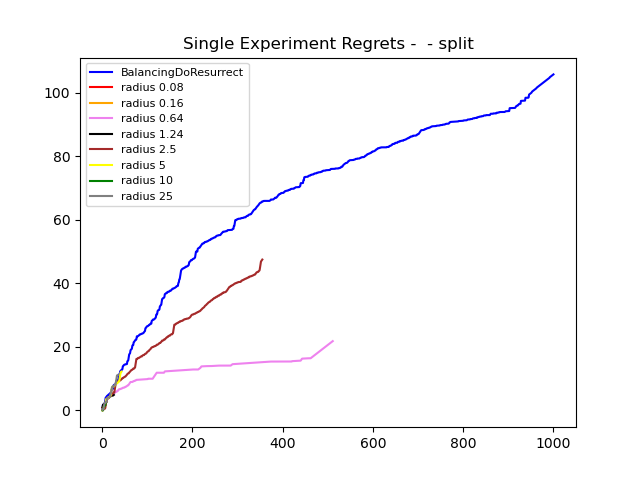 Single Experiment Regrets -  - split
BalancingDoResurrect
radius 0.08
radius 0.16
radius 0.64
radius 1.24
radius 2.5
radius 5
radius 10
radius 25
100
80
60
40
20
0
0 200 400 600 800 1000